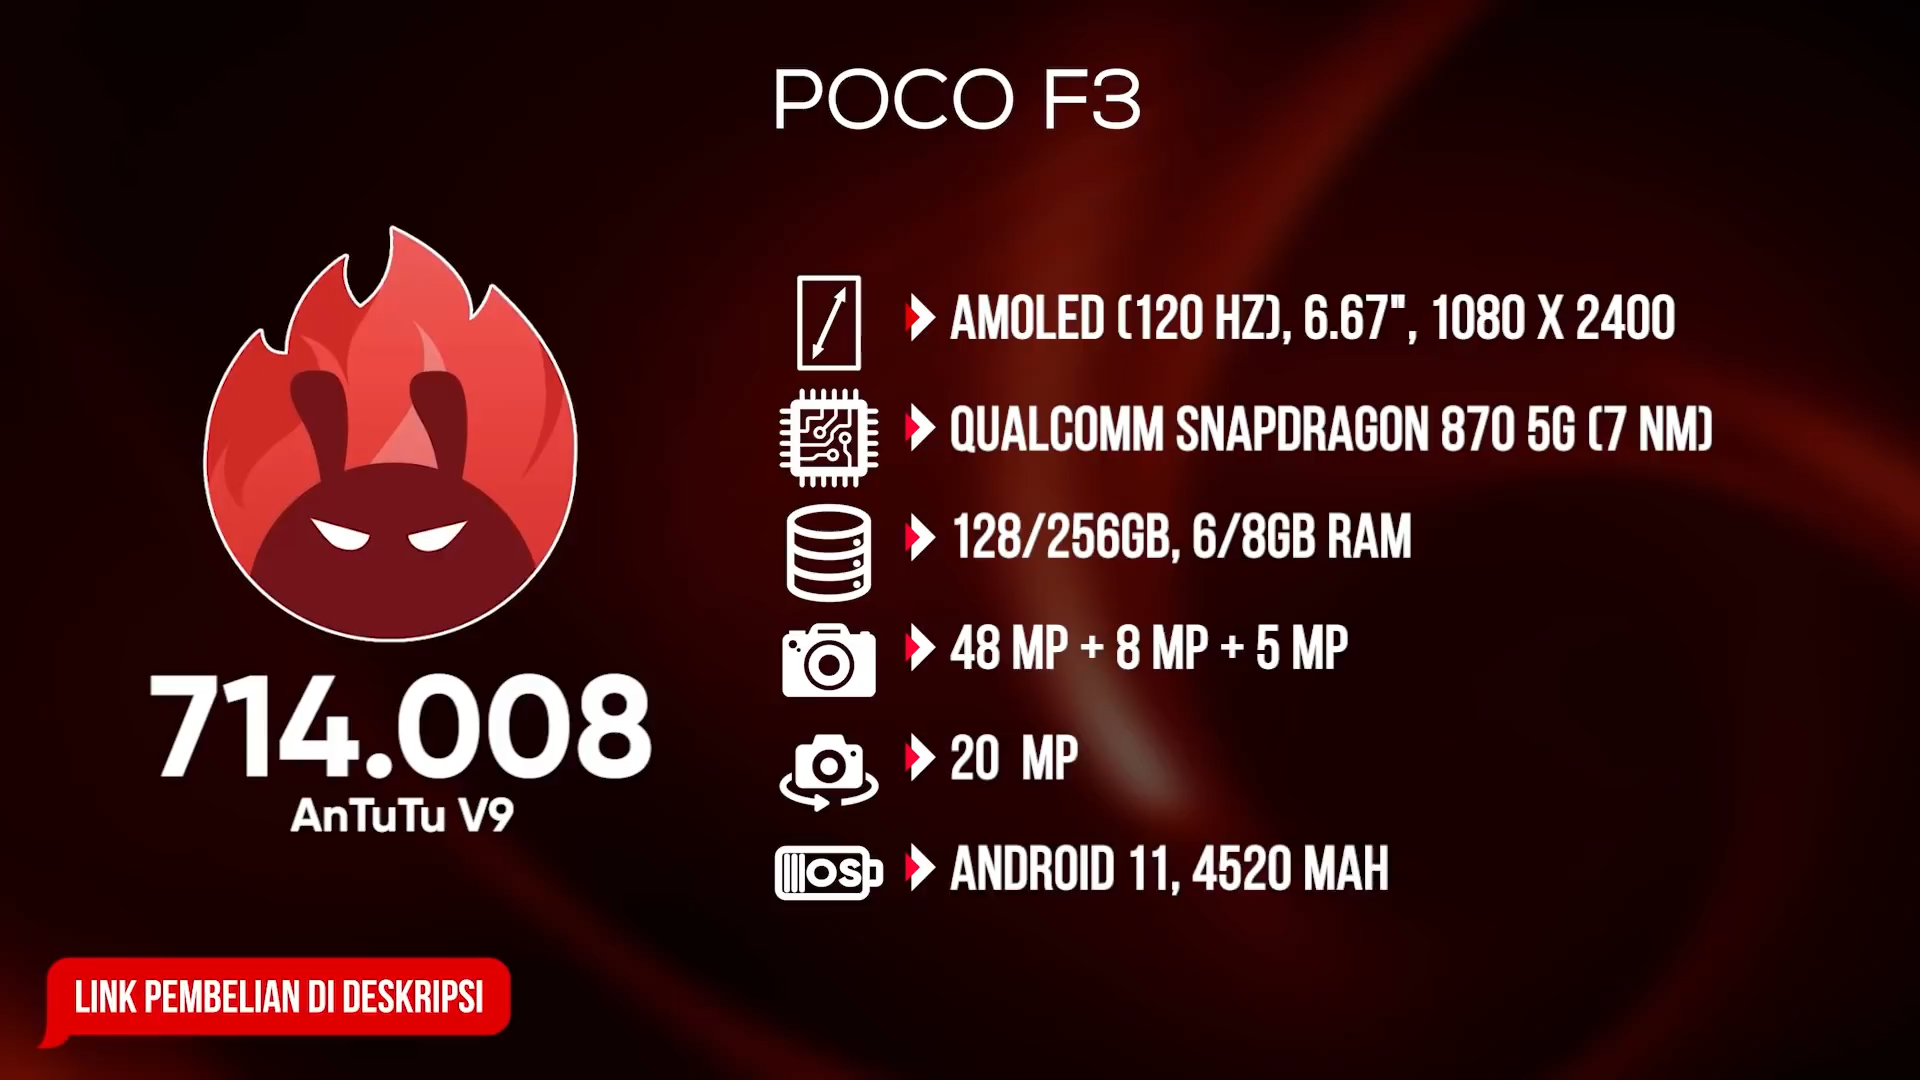 POCO F3
AMOLED (120 HZ), 6.67", 1080 X 2400
QUALCOMM SNAPDRAGON 870 5G (7 NM)
128/256GB, 6/8GB RAM
48 MP + 8 MP + 5 MP
20 MP
OS
ANDROID 11, 4520 MAH
714.008
AnTuTu V9
LINK PEMBELIAN DI DESKRIPSI